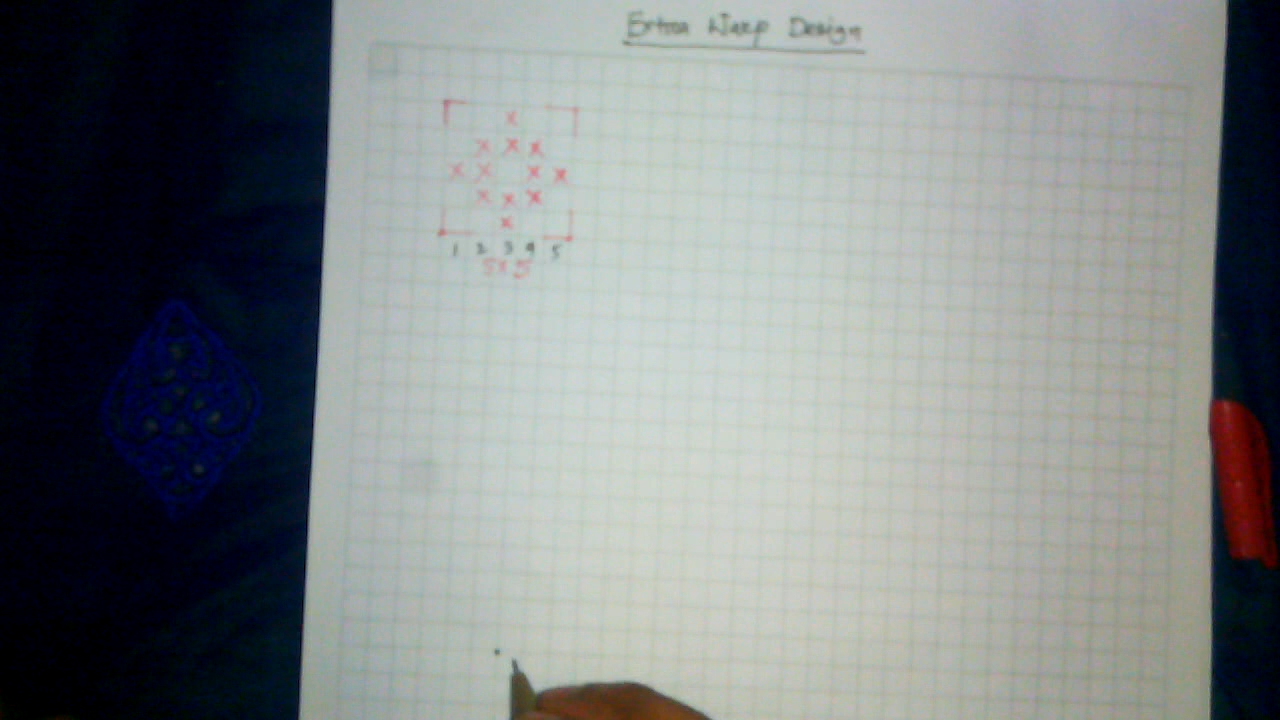 Extra Warp Design
x
x x x
x x x x
x x x
x
1 2 3 4 5
5x5